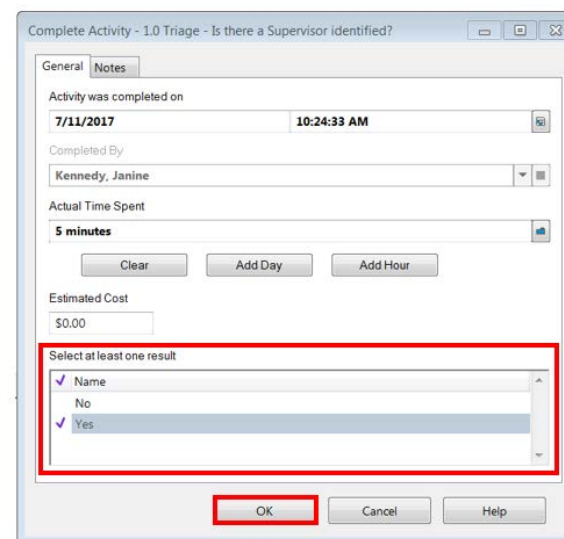 Complete Activity - 1.0 Triage - Is there a Supervisor identified?
General Notes
Activity was completed on
7/11/2017 10:24:33 AM
Completed By
Kennedy, Janine
Actual Time Spent
5 minutes
Clear Add Day Add Hour
Estimated Cost
$0.00
Select at least one result
Name
No
Yes
OK Cancel Help